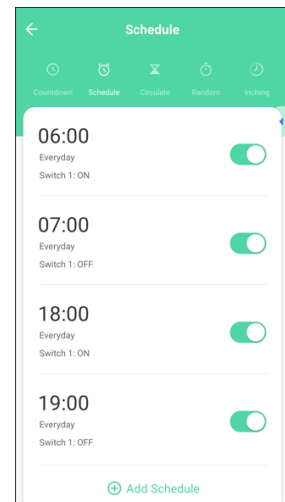 Schedule
Countdown Schedule Circulate Random Inching
06:00
Everyday
Switch 1: ON
07:00
Everyday
Switch 1: OFF
18:00
Everyday
Switch 1: ON
19:00
Everyday
Switch 1: OFF
Add Schedule